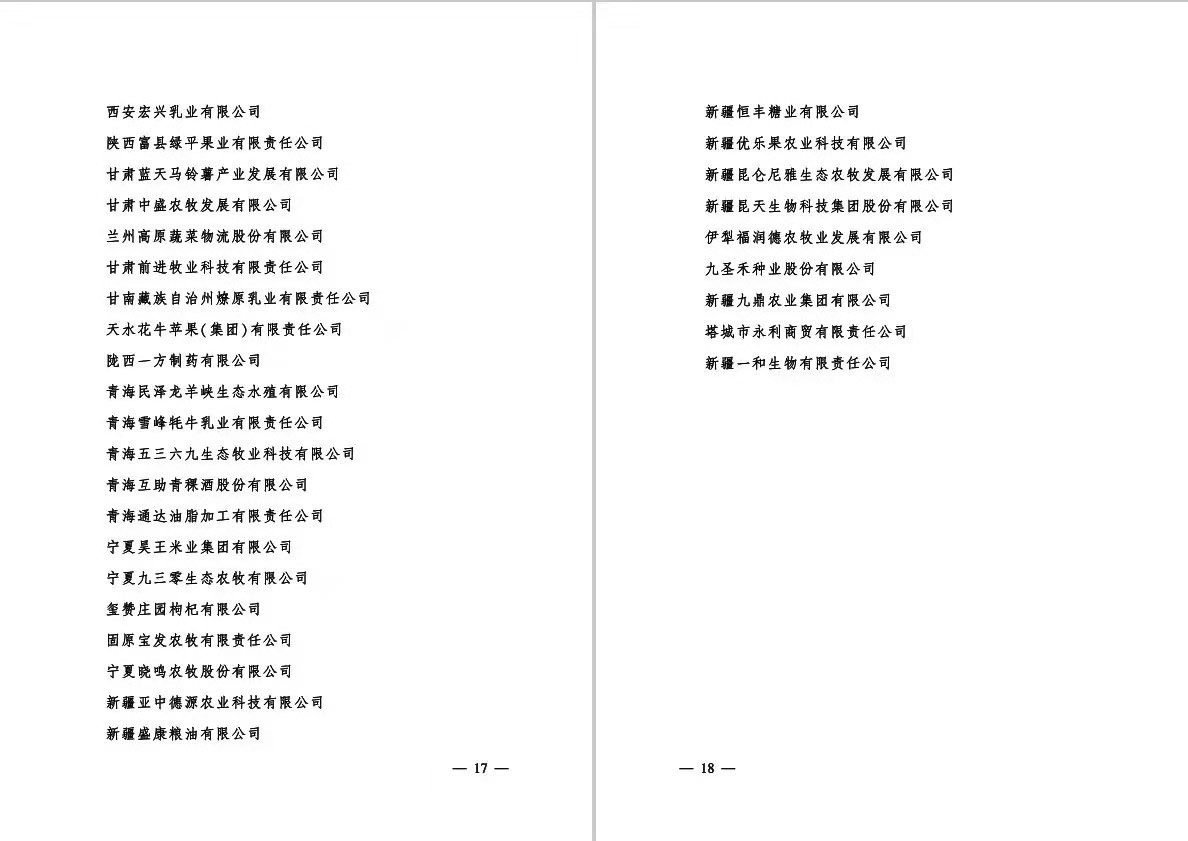 西安宏兴乳业有限公司
陕西富县绿平果业有限责任公司
甘肃蓝天马铃薯产业发展有限公司
甘肃中盛农牧发展有限公司
兰州高原蔬菜物流股份有限公司
甘肃前进牧业科技有限责任公司
甘南藏族自治州燎原乳业有限责任公司
天水花牛苹果(集团)有限责任公司
陇西一方制药有限公司
青海民泽龙羊峡生态水殖有限公司
青海雪峰牦牛乳业有限责任公司
青海五三六九生态牧业科技有限公司
青海互助青稞酒股份有限公司
青海通达油脂加工有限责任公司
宁夏昊王米业集团有限公司
宁夏九三零生态农牧有限公司
玺赞庄园枸杞有限公司
固原宝发农牧有限责任公司
宁夏晓鸣农牧股份有限公司
新疆亚中德源农业科技有限公司
新疆盛康粮油有限公司
— 17 —
新疆恒丰糖业有限公司
新疆优乐果农业科技有限公司
新疆昆仑尼雅生态农牧发展有限公司
新疆昆天生物科技集团股份有限公司
伊犁福润德农牧业发展有限公司
九圣禾种业股份有限公司
新疆九鼎农业集团有限公司
塔城市永利商贸有限责任公司
新疆一和生物有限责任公司
— 18 —